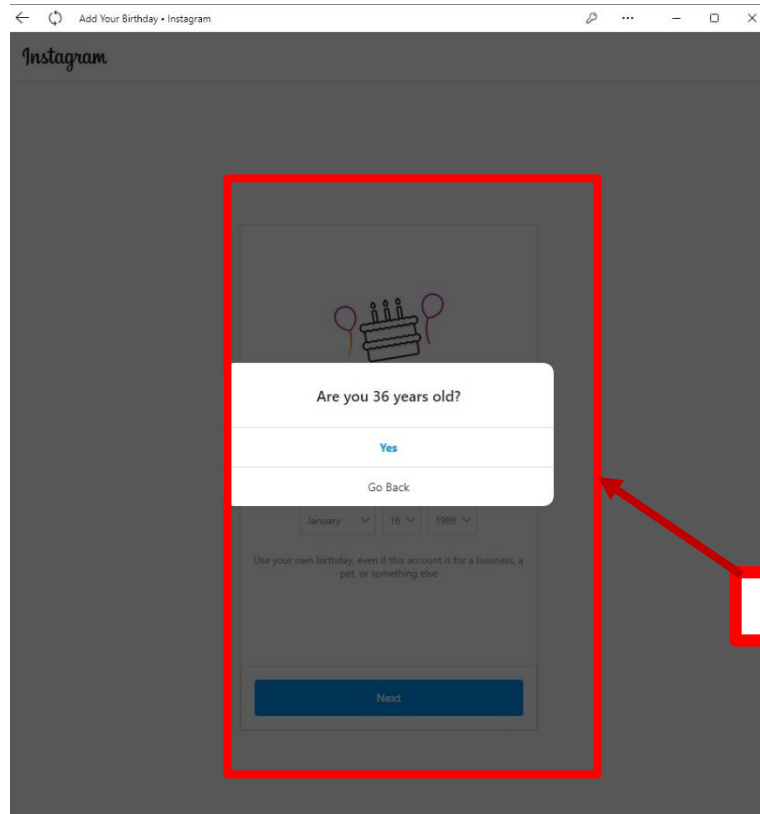 Add Your Birthday • Instagram
Instagram
Are you 36 years old?
Yes
Go Back
January 16 1986
Use your own birthday, even if this account is for a business, a
pet, or something else
Next